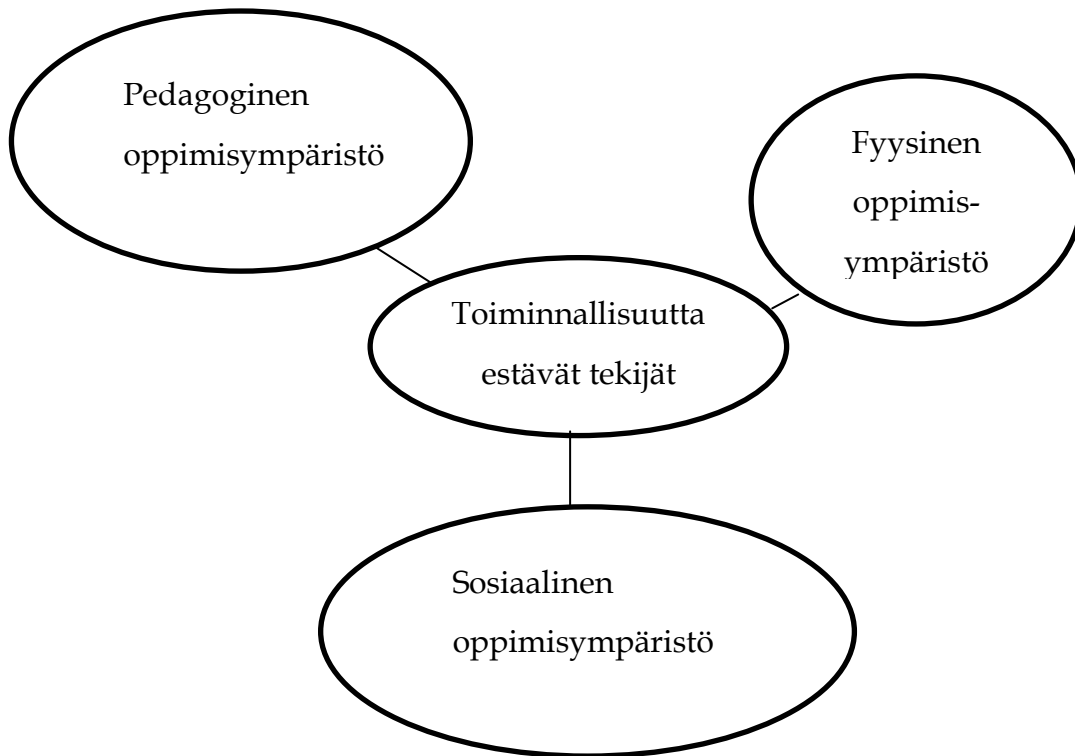 Pedagoginen
oppimisympäristö
Fyysinen
oppimis-
ympäristö
Toiminnallisuutta
estävät tekijät
Sosiaalinen
oppimisympäristö